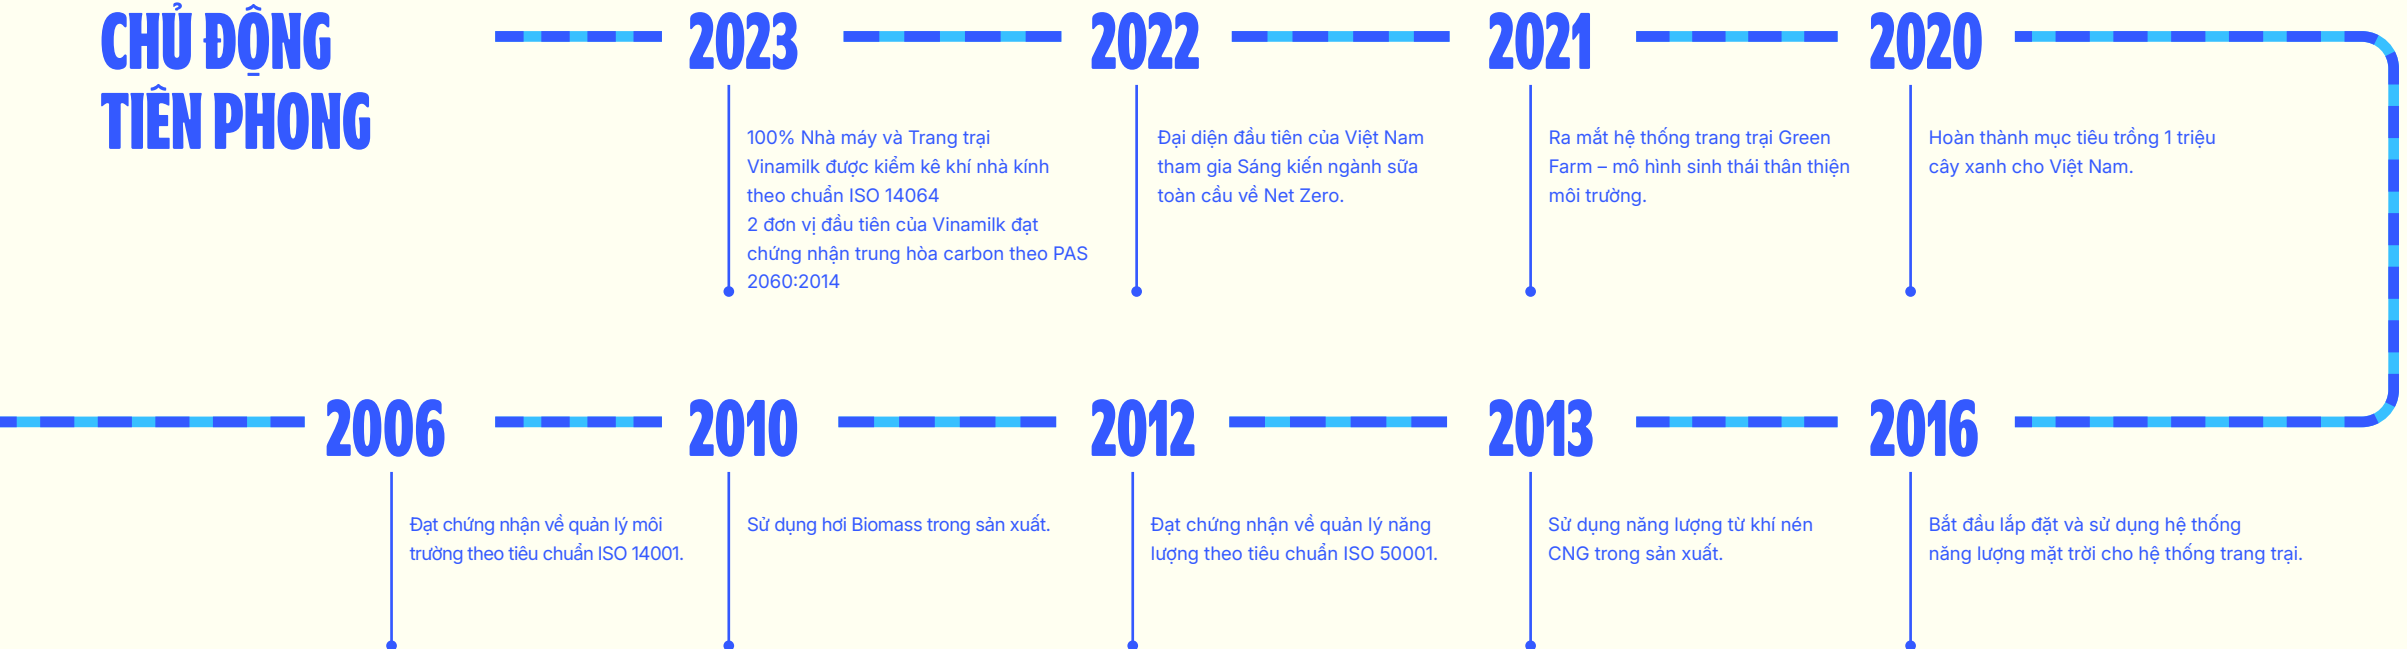 CHỦ ĐỘNG
TIÊN PHONG
2023
100% Nhà máy và Trang trại
Vinamilk được kiểm kê khí nhà kính
theo chuẩn ISO 14064
2 đơn vị đầu tiên của Vinamilk đạt
chứng nhận trung hòa carbon theo PAS
2060:2014
2022
Đại diện đầu tiên của Việt Nam
tham gia Sáng kiến ngành sữa
toàn cầu về Net Zero.
2021
Ra mắt hệ thống trang trại Green
Farm – mô hình sinh thái thân thiện
môi trường.
2020
Hoàn thành mục tiêu trồng 1 triệu
cây xanh cho Việt Nam.
2006
Đạt chứng nhận về quản lý môi
trường theo tiêu chuẩn ISO 14001.
2010
Sử dụng hơi Biomass trong sản xuất.
2012
Đạt chứng nhận về quản lý năng
lượng theo tiêu chuẩn ISO 50001.
2013
Sử dụng năng lượng từ khí nén
CNG trong sản xuất.
2016
Bắt đầu lắp đặt và sử dụng hệ thống
năng lượng mặt trời cho hệ thống trang trại.